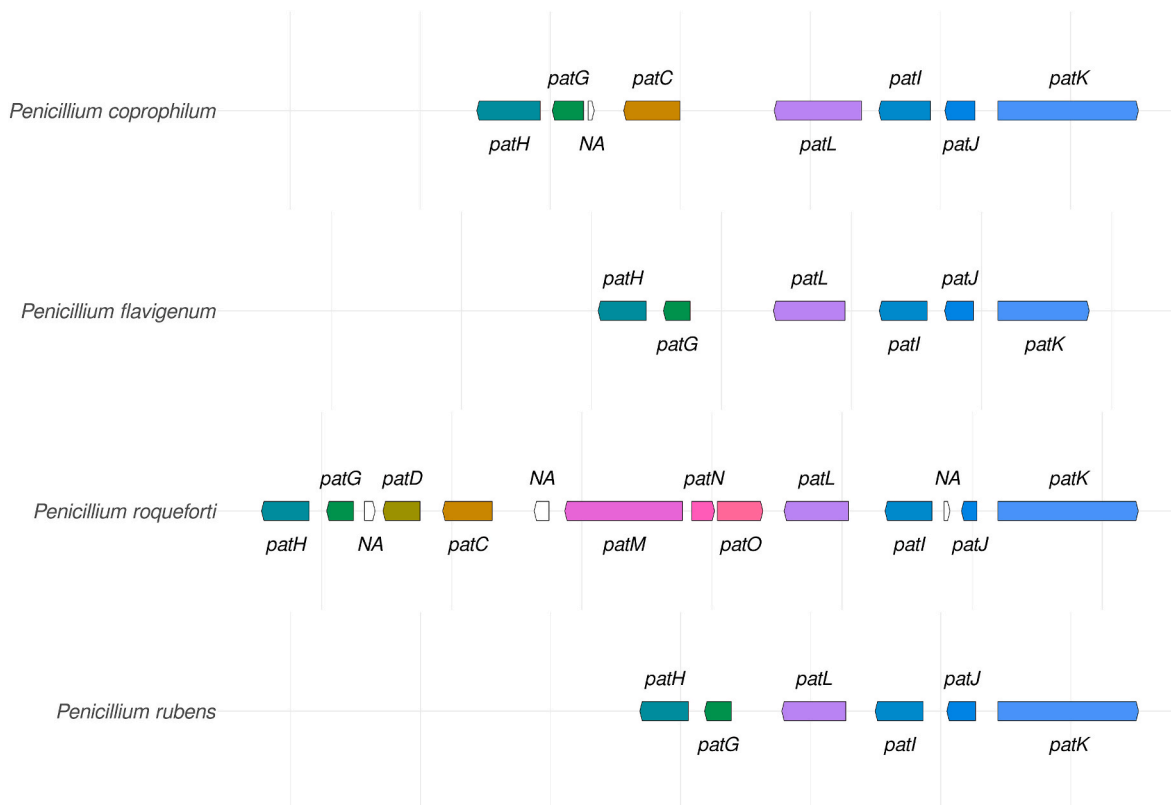 patG patC patI patK
Penicillium coprophilum
patH NA patL patJ
patH patL patJ
Penicillium flavigenum
patG patI patK
patG patD NA patN patL NA patK
Penicillium roqueforti
patH NA patC patM patO patI patJ
patH patL patJ
Penicillium rubens
patG patI patK